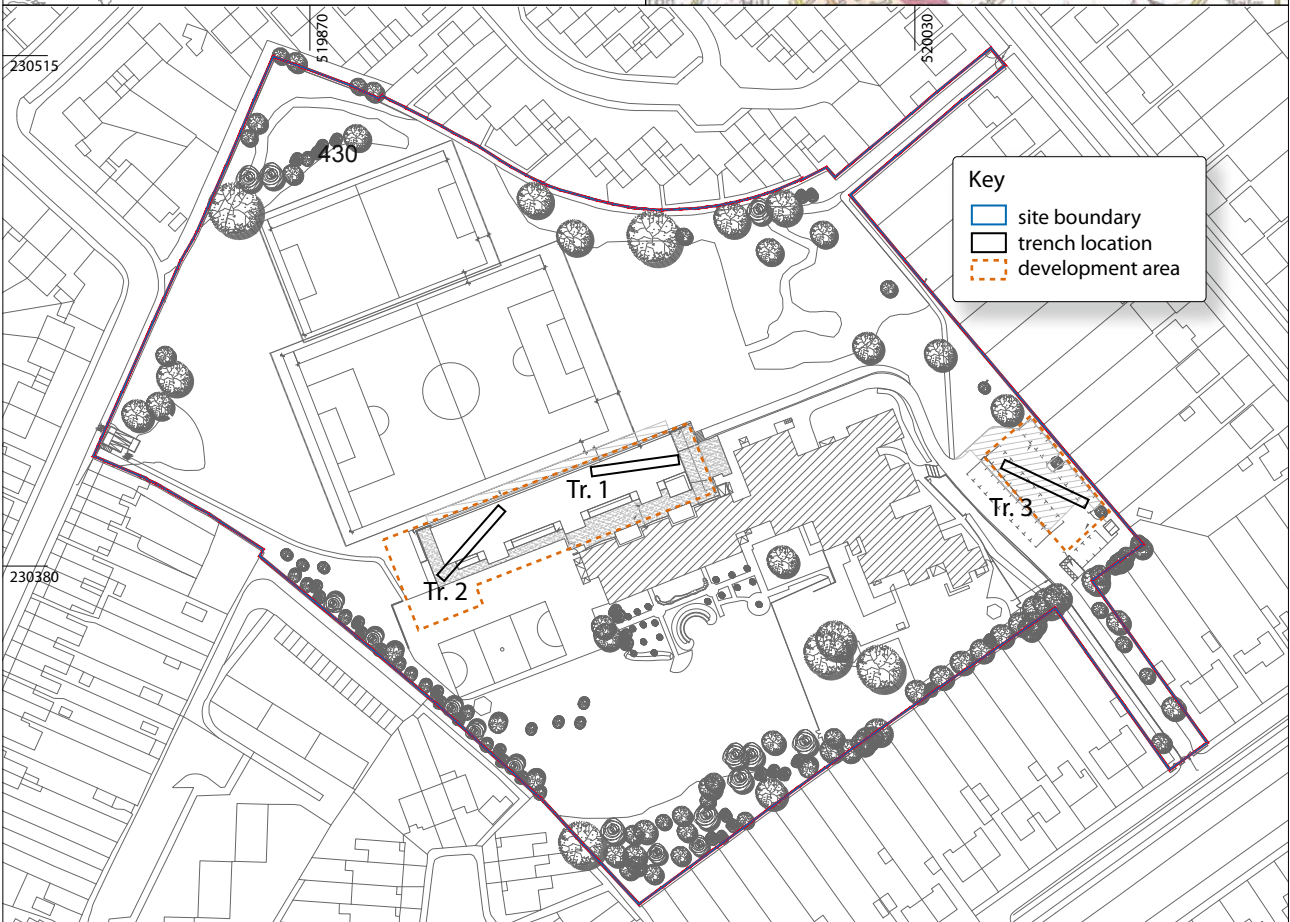 519870
520030
230515
430
Key
site boundary
trench location
development area
Tr. 1
Tr. 3
230380
Tr. 2